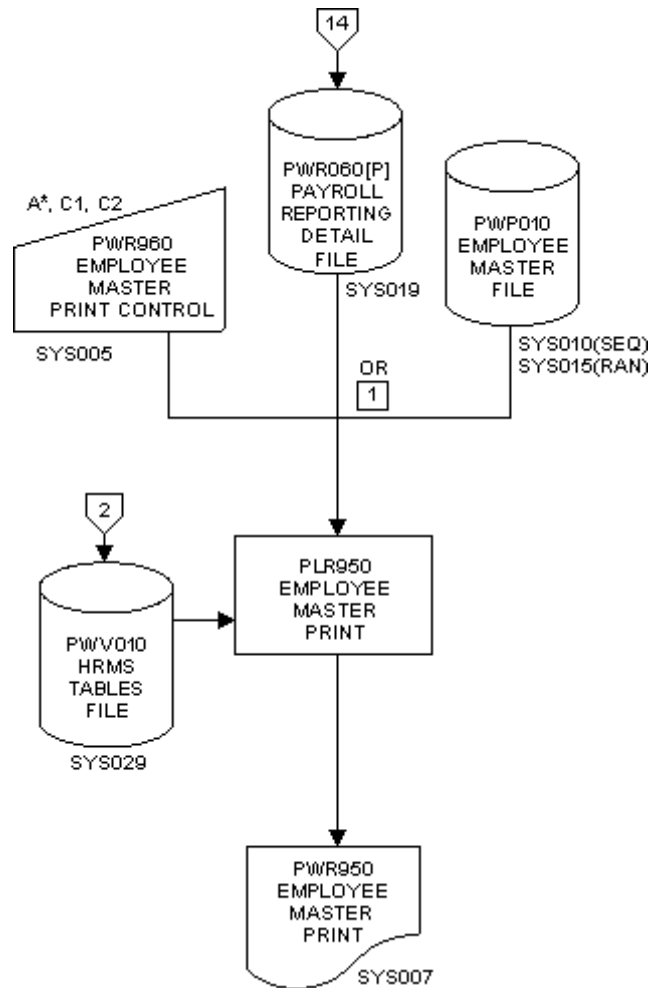 14
PWR060[P]
PAYROLL
REPORTING
DETAIL
FILE
SYS019
A*, C1, C2
PWR960
EMPLOYEE
MASTER
PRINT CONTROL
SYS005
PWP010
EMPLOYEE
MASTER
FILE
SYS010(SEQ)
SYS015(RAN)
OR
1
2
PWV010
HRMS
TABLES
FILE
SYS029
PLR950
EMPLOYEE
MASTER
PRINT
PWR950
EMPLOYEE
MASTER
PRINT
SYS007